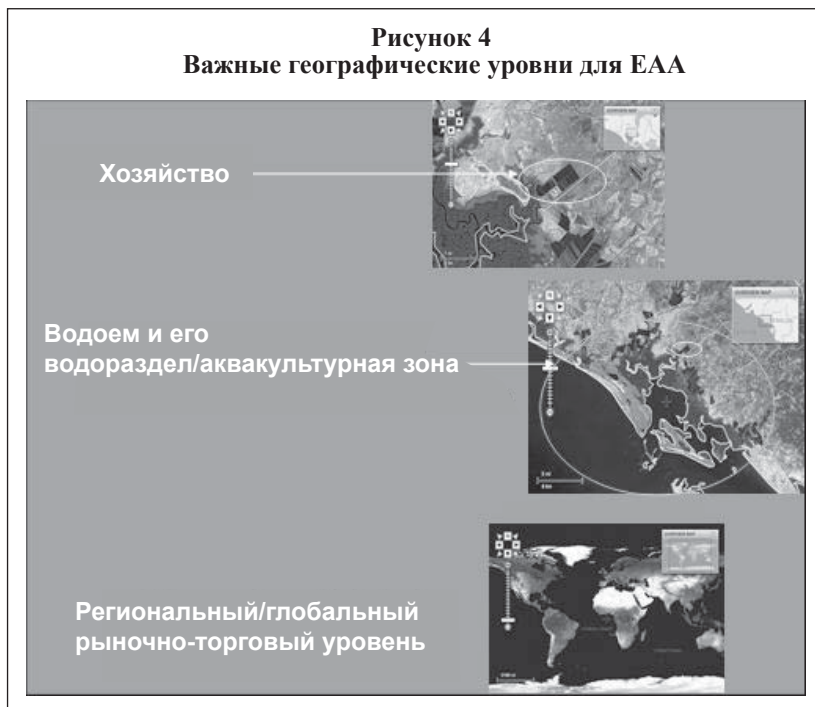 Рисунок 4
Важные географические уровни для ЕАА
Хозяйство
Водоем и его
водораздел/аквакультурная зона
Региональный/глобальный
рыночно-торговый уровень